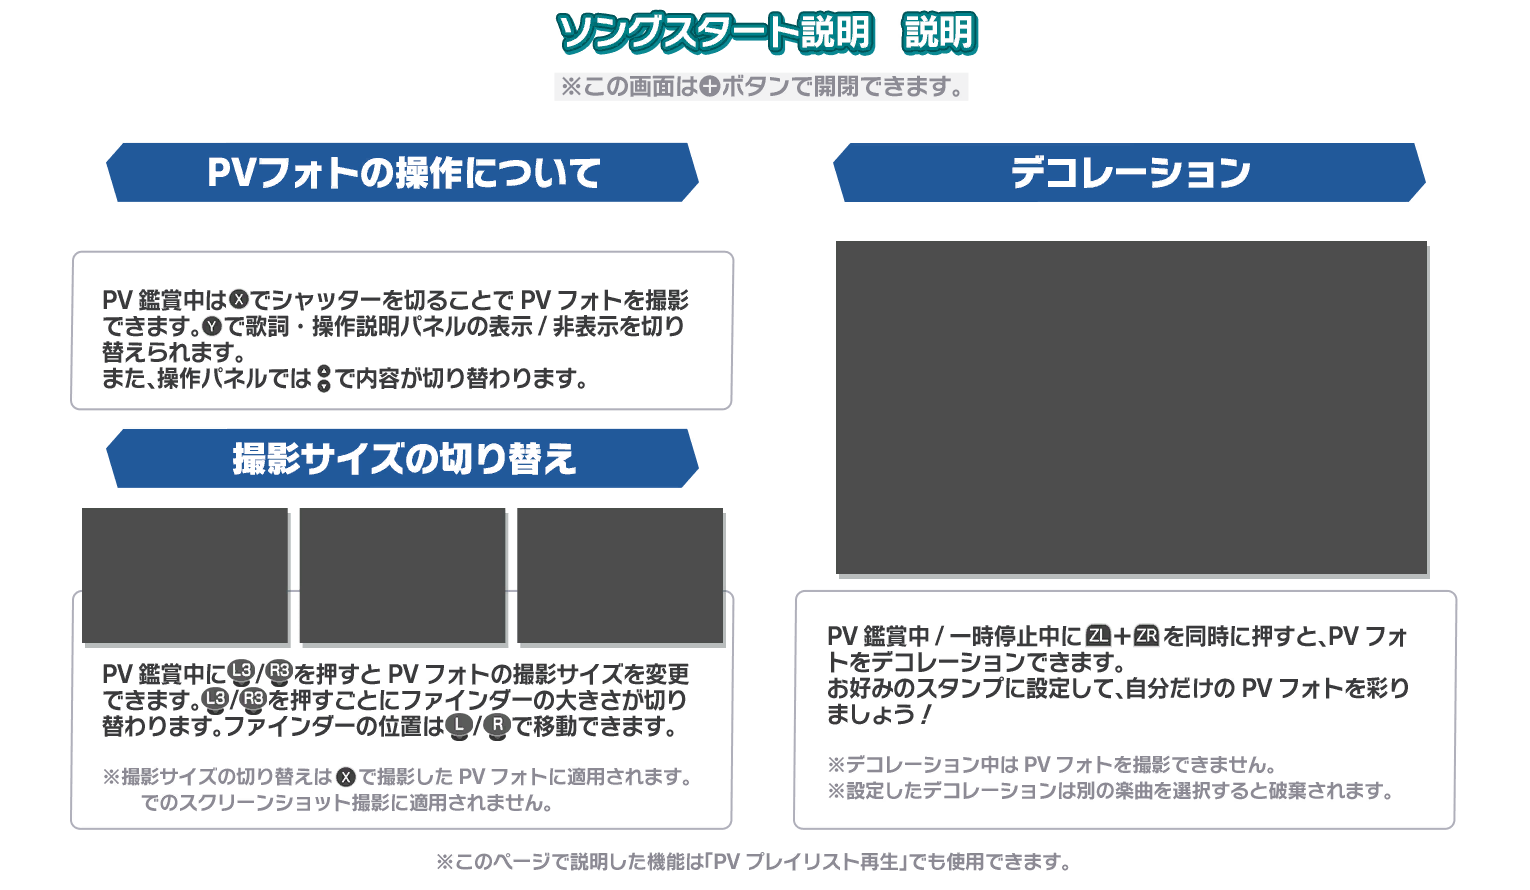 ソングスタート説明　説明
※この画面は⊕ボタンで開閉できます。
PVフォトの操作について
PV 鑑賞中はⓍでシャッターを切ることで PV フォトを撮影
できます。Ⓨで歌詞・操作説明パネルの表示 / 非表示を切り
替えられます。
また、操作パネルでは▲▼で内容が切り替わります。
撮影サイズの切り替え
PV 鑑賞中にL3/R3を押すと PV フォトの撮影サイズを変更
できます。L3/R3を押すごとにファインダーの大きさが切り
替わります。ファインダーの位置はL/Rで移動できます。
※撮影サイズの切り替えはⓍで撮影した PV フォトに適用されます。
でのスクリーンショット撮影に適用されません。
デコレーション
PV 鑑賞中 / 一時停止中にZL+ZRを同時に押すと、PV フォ
トをデコレーションできます。
お好みのスタンプに設定して、自分だけの PV フォトを彩り
ましょう！
※デコレーション中は PV フォトを撮影できません。
※設定したデコレーションは別の楽曲を選択すると破棄されます。
※このページで説明した機能は「PV プレイリスト再生」でも使用できます。